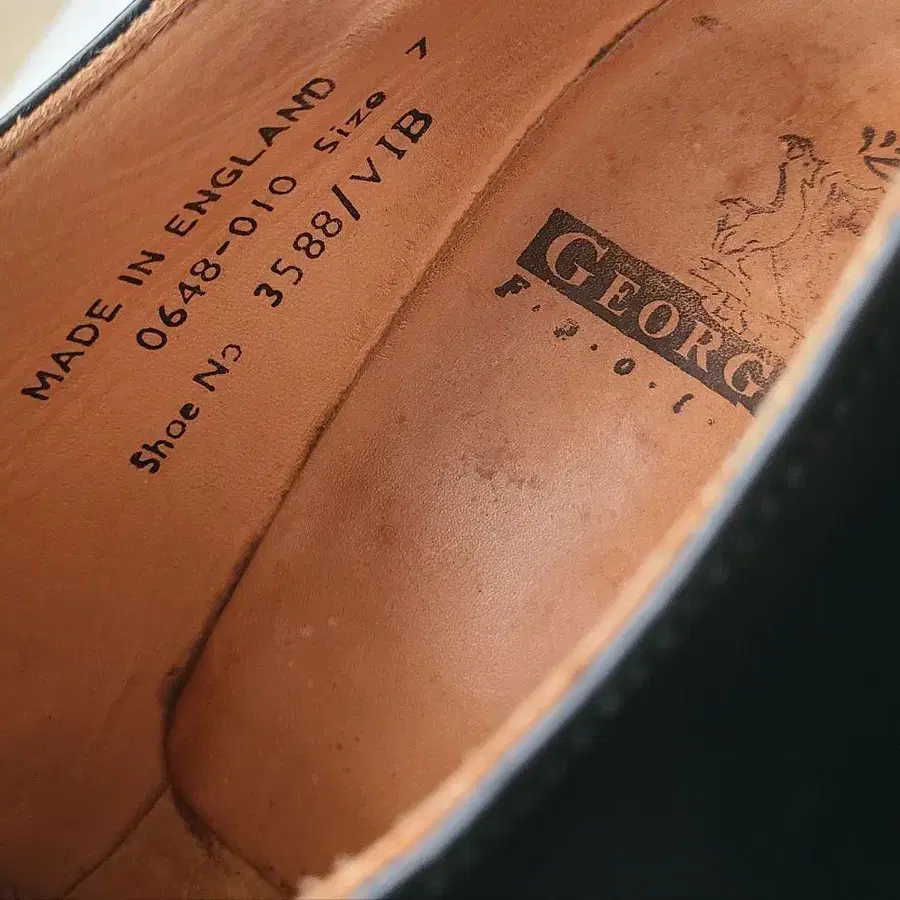 MADE IN ENGLAND
0648-010 Size 7
Shoe No 3588/VIB
GEORG